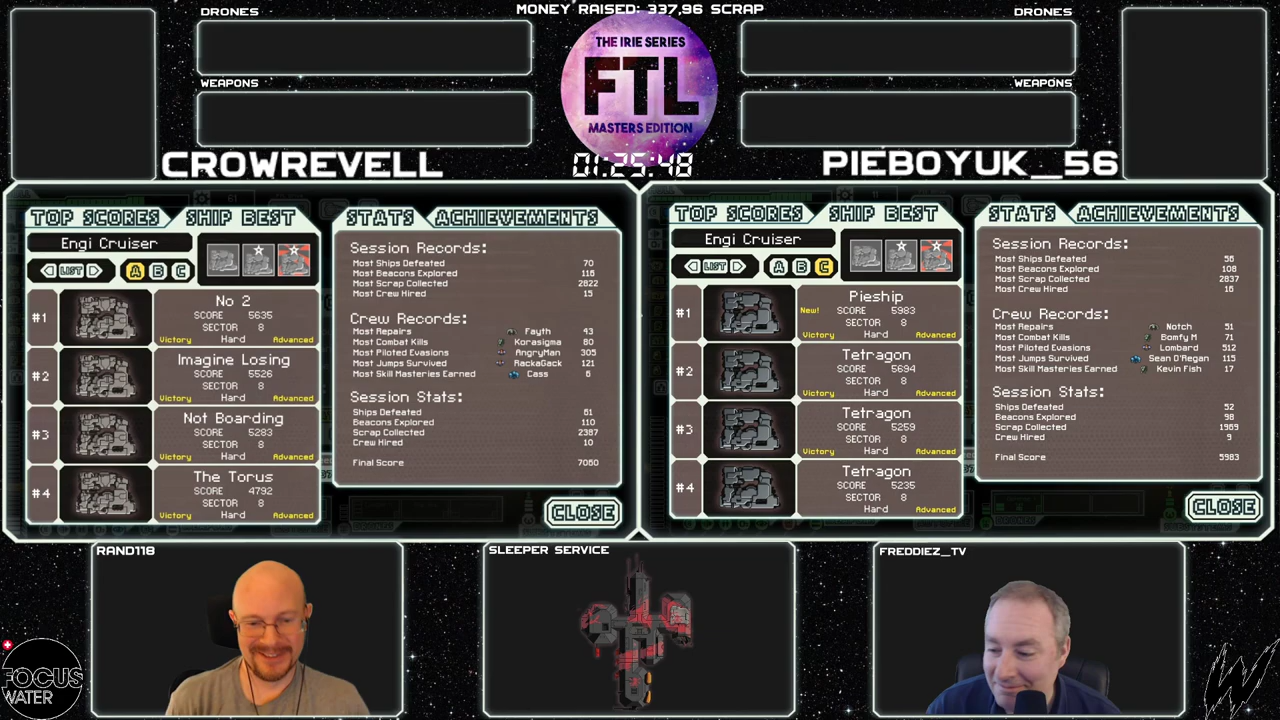 MONEY RAISED: 337,96 SCRAP
DRONES
DRONES
WEAPONS
WEAPONS
THE IRIE SERIES
FTL
MASTERS EDITION
CROWREVELL
01:25:48
PIEBOYUK_56
TOP SCORES SHIP BEST
Engi Cruiser
LIST A B C
#1 No 2
SCORE 5635
SECTOR 8
Victory Hard Advanced
#2 Imagine Losing
SCORE 5526
SECTOR 8
Victory Hard Advanced
#3 Not Boarding
SCORE 5283
SECTOR 8
Victory Hard Advanced
#4 The Torus
SCORE 4792
SECTOR 8
Victory Hard Advanced
STATS ACHIEVEMENTS
Session Records:
Most Ships Defeated 70
Most Beacons Explored 116
Most Scrap Collected 2822
Most Crew Hired 15
Crew Records:
Most Repairs Fayth 43
Most Combat Kills Korasigma 80
Most Piloted Evasions AngryMan 305
Most Jumps Survived RackaGack 121
Most Skill Masteries Earned Cass 6
Session Stats:
Ships Defeated 61
Beacons Explored 110
Scrap Collected 2387
Crew Hired 10
Final Score 7060
CLOSE
TOP SCORES SHIP BEST
Engi Cruiser
LIST A B C
#1 Pieship
New! SCORE 5983
SECTOR 8
Victory Hard Advanced
#2 Tetragon
SCORE 5694
SECTOR 8
Victory Hard Advanced
#3 Tetragon
SCORE 5259
SECTOR 8
Victory Hard Advanced
#4 Tetragon
SCORE 5235
SECTOR 8
Hard Advanced
STATS ACHIEVEMENTS
Session Records:
Most Ships Defeated 56
Most Beacons Explored 108
Most Scrap Collected 2837
Most Crew Hired 16
Crew Records:
Most Repairs Notch 51
Most Combat Kills Bomfy M 71
Most Piloted Evasions Lombard 312
Most Jumps Survived Sean O'Regan 115
Most Skill Masteries Earned Kevin Fish 17
Session Stats:
Ships Defeated 52
Beacons Explored 98
Scrap Collected 1969
Crew Hired 9
Final Score 5983
CLOSE
RAND118
SLEEPER SERVICE
FREDDIEZ_TV
FOCUS
WATER